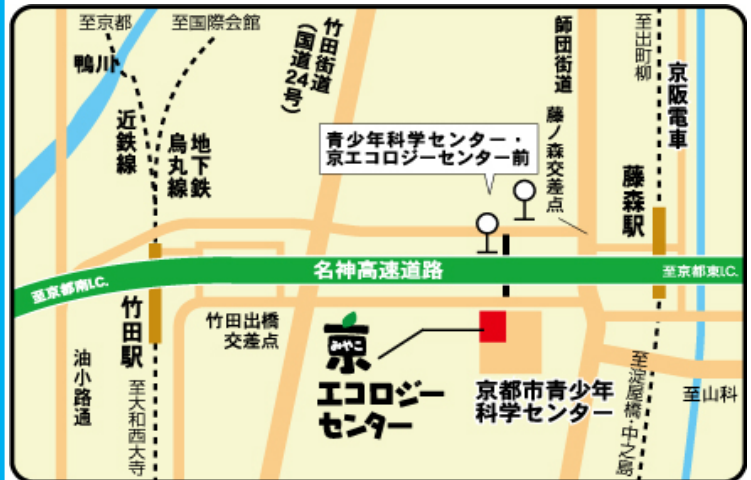 至京都
至国際会館
鴨川
近鉄線
地下鉄
烏丸線
竹田街道
(国道24号)
師団街道
至出町柳
京阪電車
青少年科学センター・
京エコロジーセンター前
藤ノ森交差点
藤森駅
名神高速道路
至京都南I.C.
至京都東I.C.
竹田駅
竹田出橋
交差点
油小路通
至大和西大寺
京
みやこ
エコロジー
センター
京都市青少年
科学センター
至淀屋橋・中之島
至山科